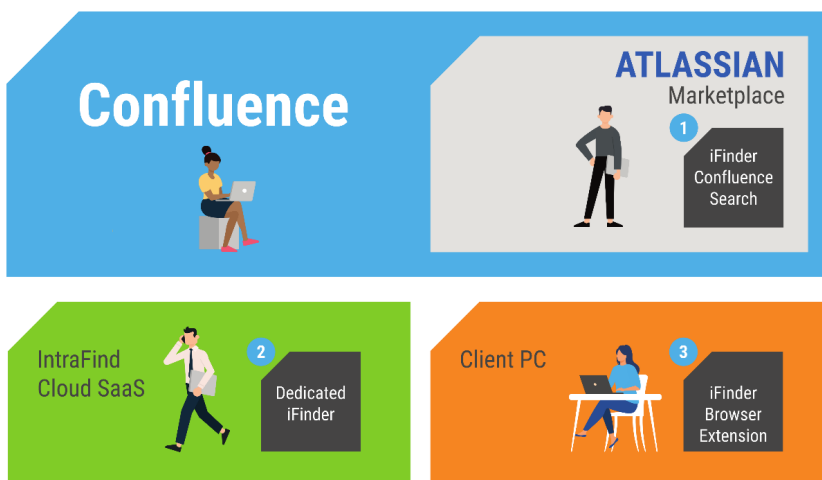 Confluence
ATLASSIAN
Marketplace
1
iFinder
Confluence
Search
IntraFind
Cloud SaaS
2
Dedicated
iFinder
Client PC
3
iFinder
Browser
Extension